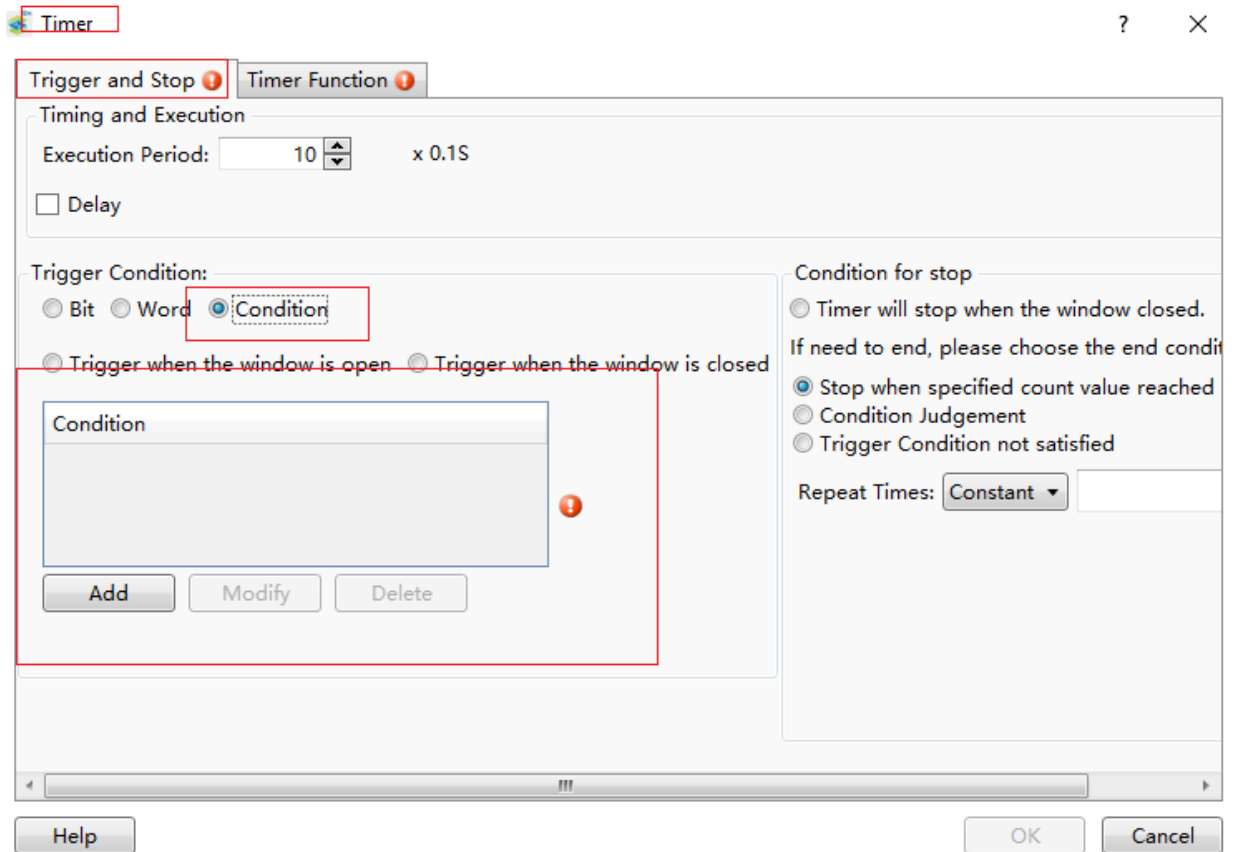 Timer
?
Trigger and Stop
Timer Function
Timing and Execution
Execution Period: 10 x 0.1S
Delay
Trigger Condition:
Bit Word Condition
Trigger when the window is open Trigger when the window is closed
Condition
Add Modify Delete
Condition for stop
Timer will stop when the window closed.
If need to end, please choose the end condit
Stop when specified count value reached
Condition Judgement
Trigger Condition not satisfied
Repeat Times: Constant
Help OK Cancel